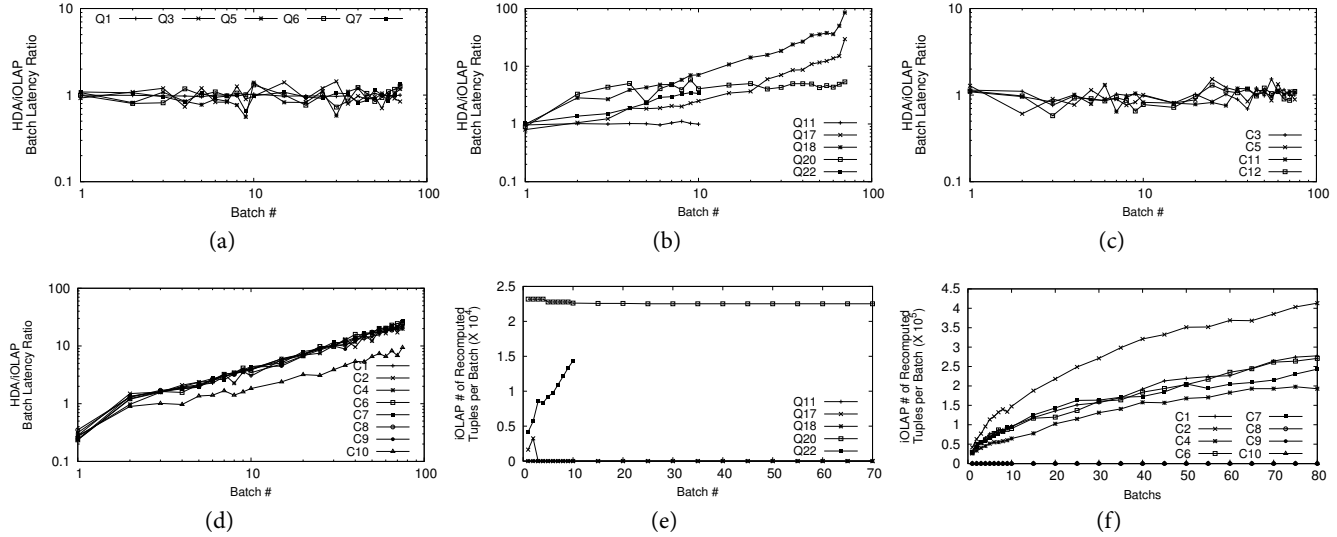 HDA/iOLAP
Batch Latency Ratio
10
1
0.1
Q1 Q3 Q5 Q6 Q7
1 10 100
Batch #
(a)
HDA/iOLAP
Batch Latency Ratio
100
10
1
0.1
Q11
Q17
Q18
Q20
Q22
1 10 100
Batch #
(b)
HDA/iOLAP
Batch Latency Ratio
10
1
0.1
C3
C5
C11
C12
1 10 100
Batch #
(c)
HDA/iOLAP
Batch Latency Ratio
100
10
1
0.1
C1
C2
C4
C6
C7
C8
C9
C10
1 10 100
Batch #
(d)
iOLAP # of Recomputed
Tuples per Batch (X 10^4)
2.5
2
1.5
1
0.5
0
Q11
Q17
Q18
Q20
Q22
0 10 20 30 40 50 60 70
Batch #
(e)
iOLAP # of Recomputed
Tuples per Batch (X 10^5)
4.5
4
3.5
3
2.5
2
1.5
1
0.5
0
C1 C7
C2 C8
C4 C9
C6 C10
0 10 20 30 40 50 60 70 80
Batchs
(f)